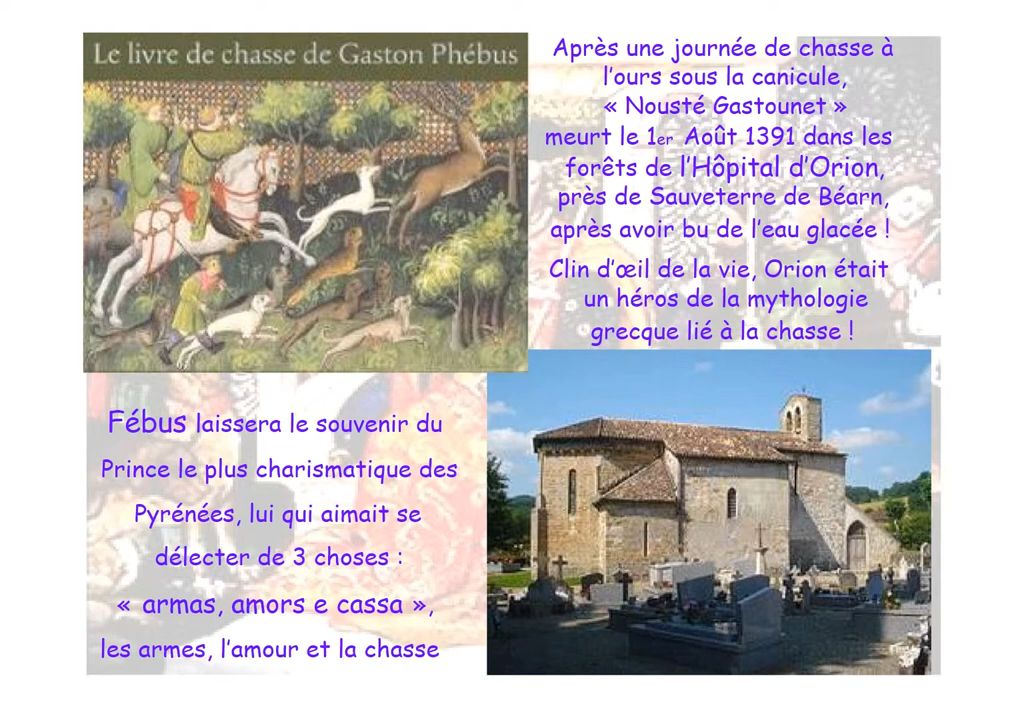 Le livre de chasse de Gaston Phébus
Après une journée de chasse à
l'ours sous la canicule,
« Nousté Gastounet »
meurt le 1er Août 1391 dans les
forêts de l'Hôpital d'Orion,
près de Sauveterre de Béarn,
après avoir bu de l'eau glacée !
Clin d'œil de la vie, Orion était
un héros de la mythologie
grecque lié à la chasse !
Fébus laissera le souvenir du
Prince le plus charismatique des
Pyrénées, lui qui aimait se
délecter de 3 choses :
« armas, amors e cassa »,
les armes, l'amour et la chasse